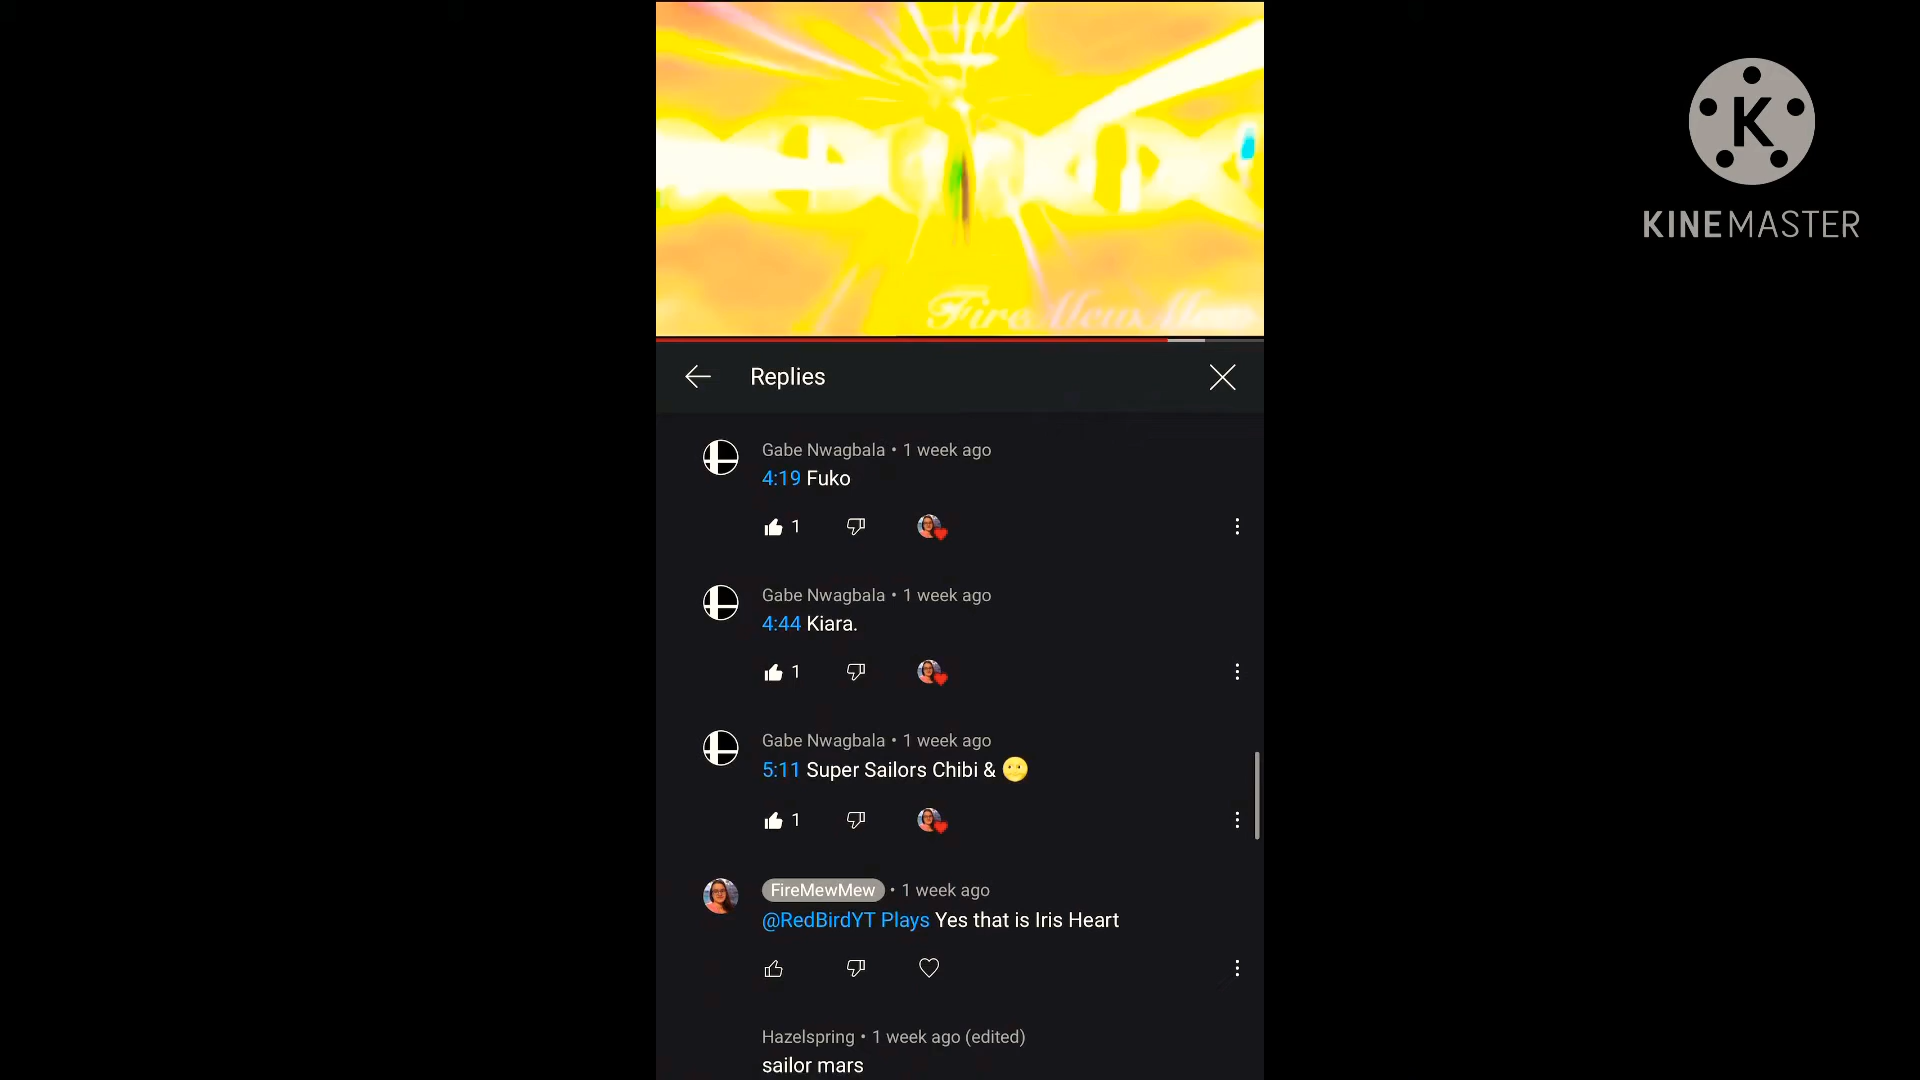 K
KINEMASTER
FireMewMew
Replies
Gabe Nwagbala • 1 week ago
4:19 Fuko
1
Gabe Nwagbala • 1 week ago
4:44 Kiara.
1
Gabe Nwagbala • 1 week ago
5:11 Super Sailors Chibi & 🌝
1
FireMewMew • 1 week ago
@RedBirdYT Plays Yes that is Iris Heart
Hazelspring • 1 week ago (edited)
sailor mars